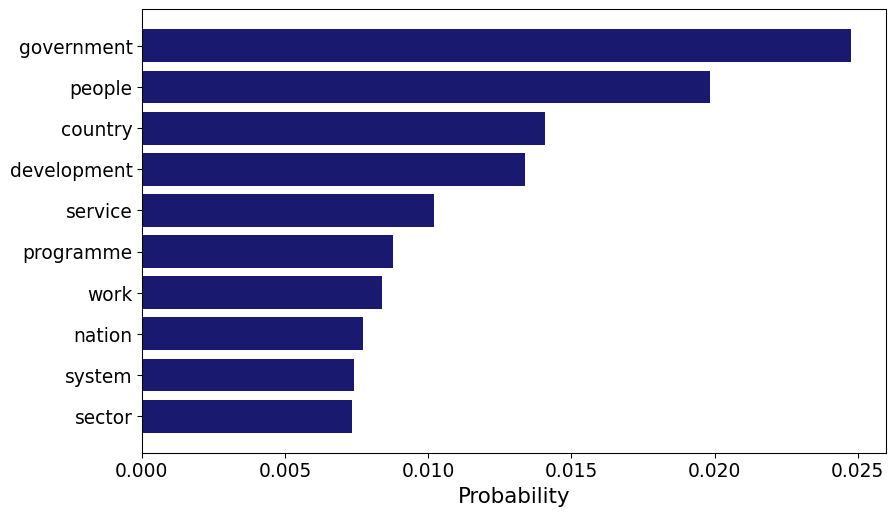 government
people
country
development
service
programme
work
nation
system
sector
0.000 0.005 0.010 0.015 0.020 0.025
Probability